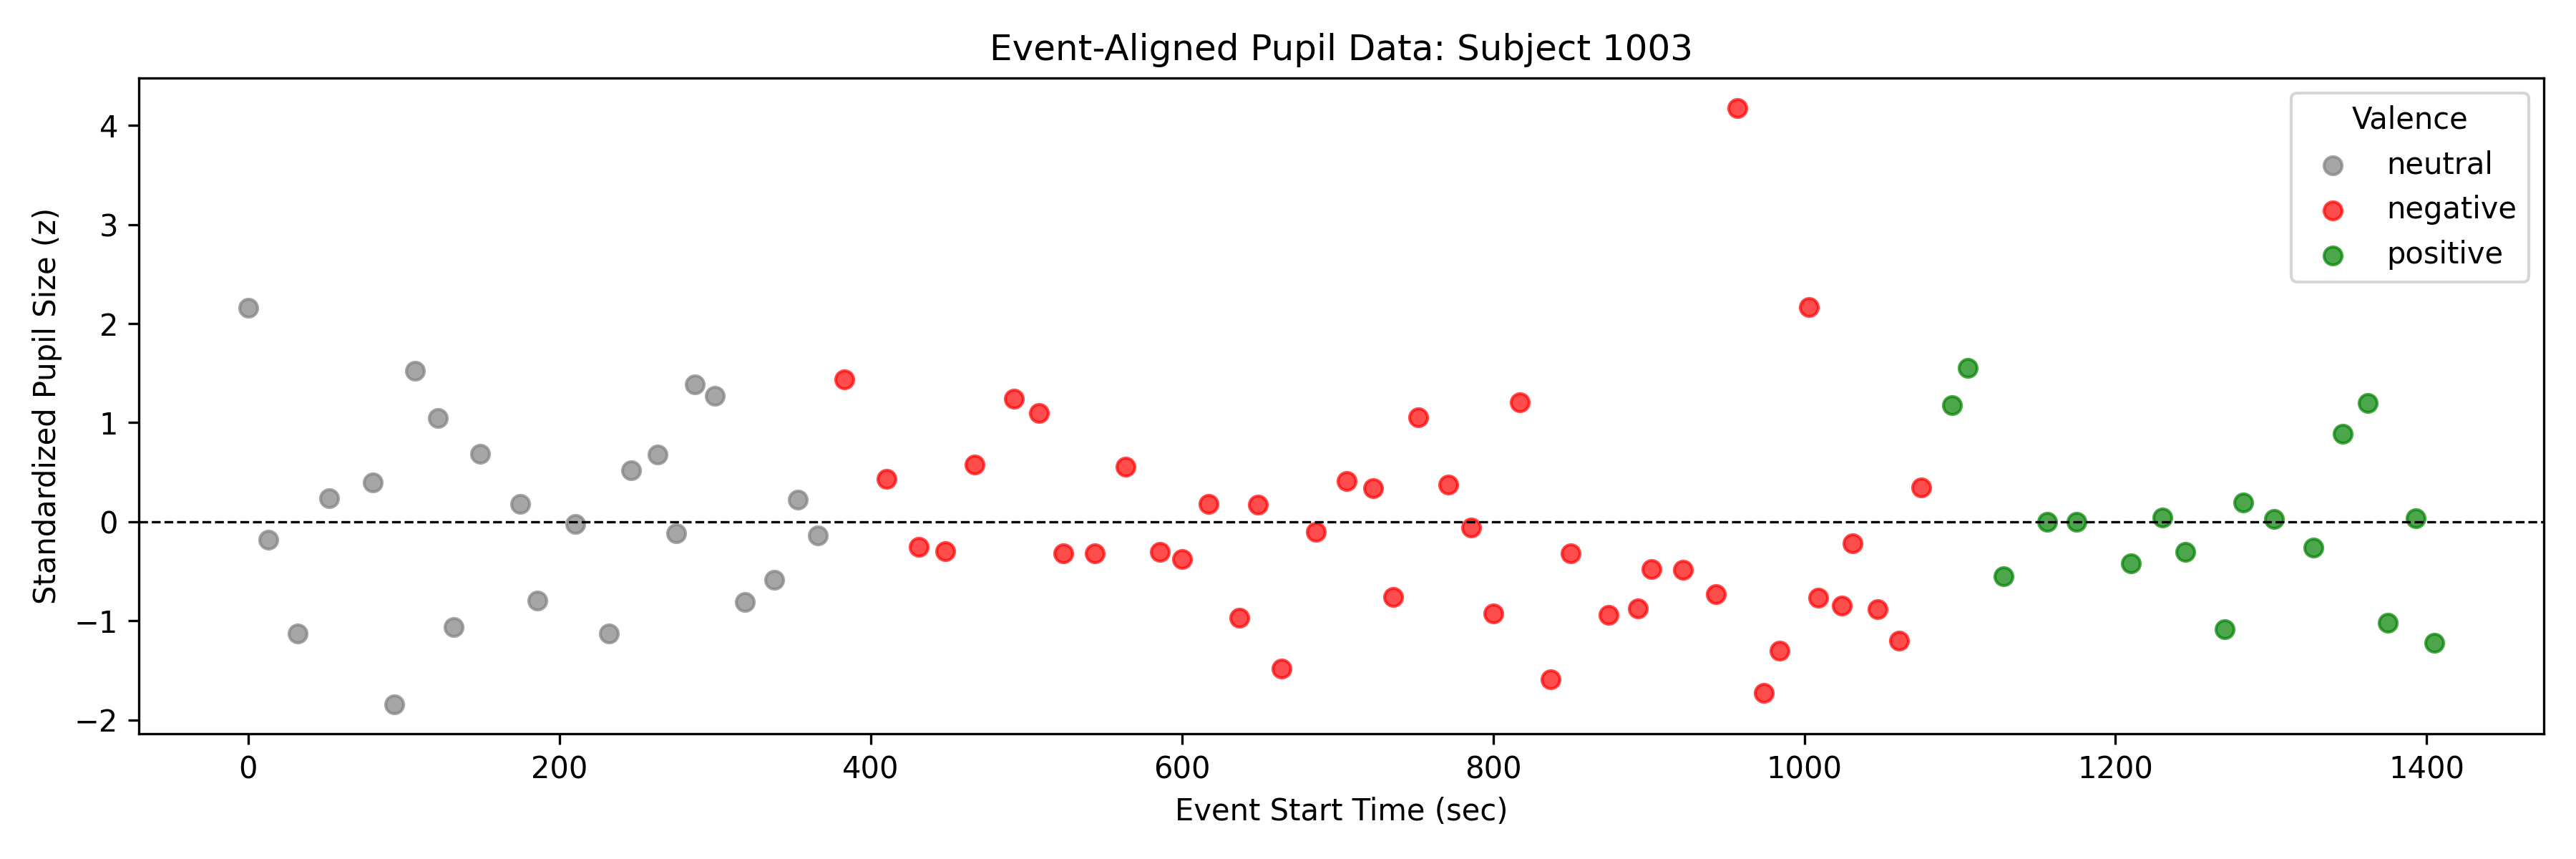 Event-Aligned Pupil Data: Subject 1003
Standardized Pupil Size (z)
4
3
2
1
0
−1
−2
Valence
neutral
negative
positive
0 200 400 600 800 1000 1200 1400
Event Start Time (sec)